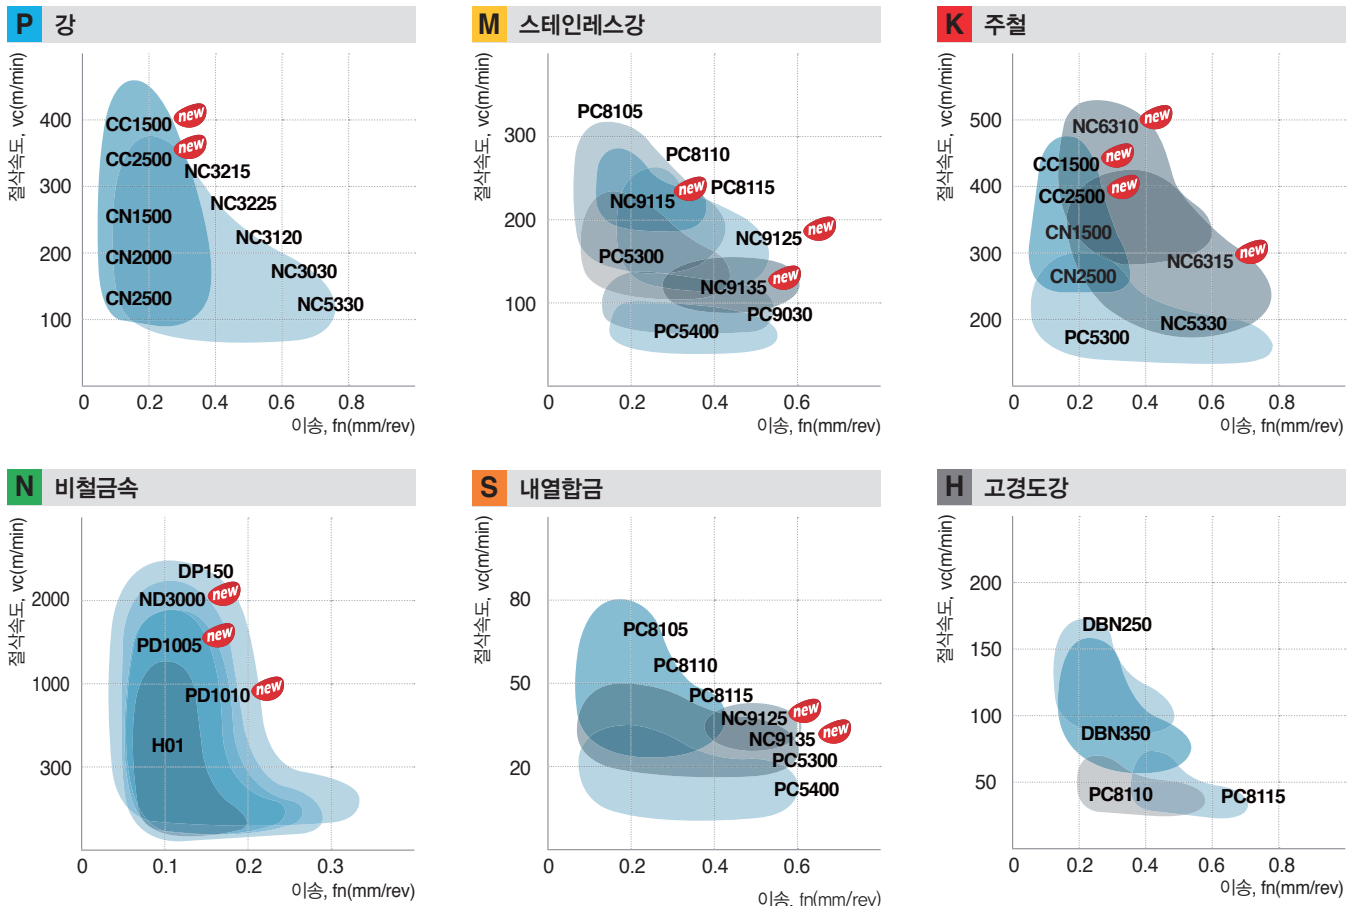 P 강
절삭속도, vc(m/min)
400
300
200
100
CC1500 new
CC2500 new
NC3215
NC3225
CN1500
NC3120
CN2000
NC3030
CN2500
NC5330
0 0.2 0.4 0.6 0.8
이송, fn(mm/rev)
M 스테인레스강
절삭속도, vc(m/min)
300
200
100
PC8105
PC8110
PC8115
NC9115 new
NC9125 new
PC5300
NC9135 new
PC9030
PC5400
0 0.2 0.4 0.6
이송, fn(mm/rev)
K 주철
절삭속도, vc(m/min)
500
400
300
200
NC6310 new
CC1500 new
CC2500 new
CN1500
NC6315 new
CN2500
NC5330
PC5300
0 0.2 0.4 0.6 0.8
이송, fn(mm/rev)
N 비철금속
절삭속도, vc(m/min)
2000
1000
300
DP150
ND3000 new
PD1005 new
PD1010 new
H01
0 0.1 0.2 0.3
이송, fn(mm/rev)
S 내열합금
절삭속도, vc(m/min)
80
50
20
PC8105
PC8110
PC8115
NC9125 new
NC9135 new
PC5300
PC5400
0 0.2 0.4 0.6
이송, fn(mm/rev)
H 고경도강
절삭속도, vc(m/min)
200
150
100
50
DBN250
DBN350
PC8110
PC8115
0 0.2 0.4 0.6 0.8
이송, fn(mm/rev)